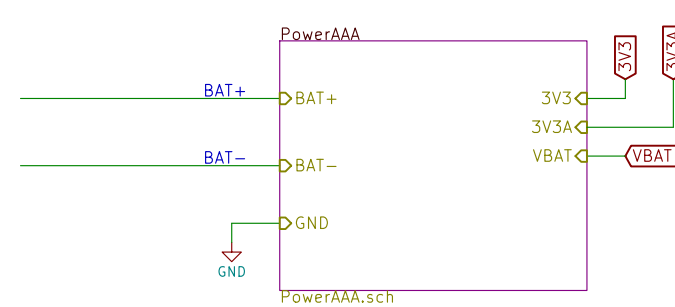 PowerAAA
3V3
3V3A
BAT+
BAT+
3V3
3V3A
BAT-
BAT-
VBAT
VBAT
GND
GND
PowerAAA.sch